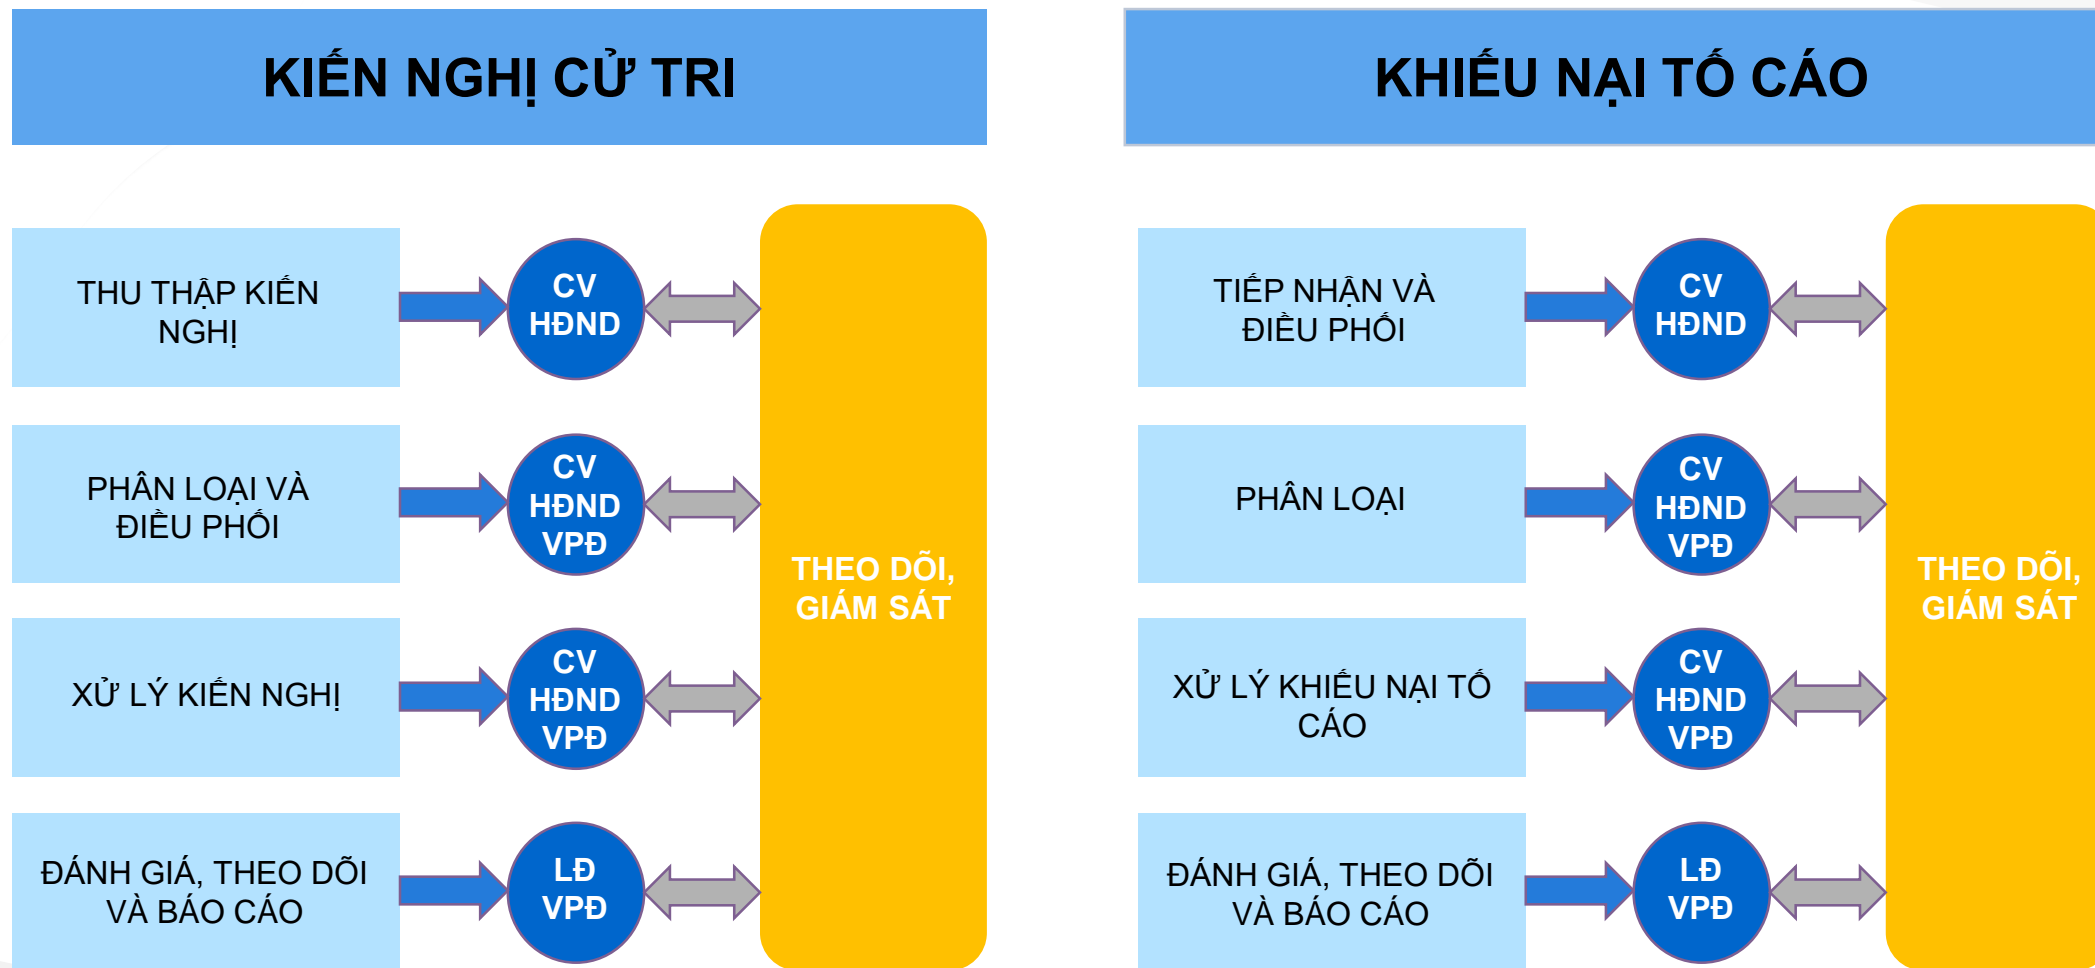 KIẾN NGHỊ CỬ TRI
THU THẬP KIẾN
NGHỊ
CV
HĐND
PHÂN LOẠI VÀ
ĐIỀU PHỐI
CV
HĐND
VPĐ
XỬ LÝ KIẾN NGHỊ
CV
HĐND
VPĐ
ĐÁNH GIÁ, THEO DÕI
VÀ BÁO CÁO
LĐ
VPĐ
THEO DÕI,
GIÁM SÁT
KHIẾU NẠI TỐ CÁO
TIẾP NHẬN VÀ
ĐIỀU PHỐI
CV
HĐND
PHÂN LOẠI
CV
HĐND
VPĐ
XỬ LÝ KHIẾU NẠI TỐ
CÁO
CV
HĐND
VPĐ
ĐÁNH GIÁ, THEO DÕI
VÀ BÁO CÁO
LĐ
VPĐ
THEO DÕI,
GIÁM SÁT